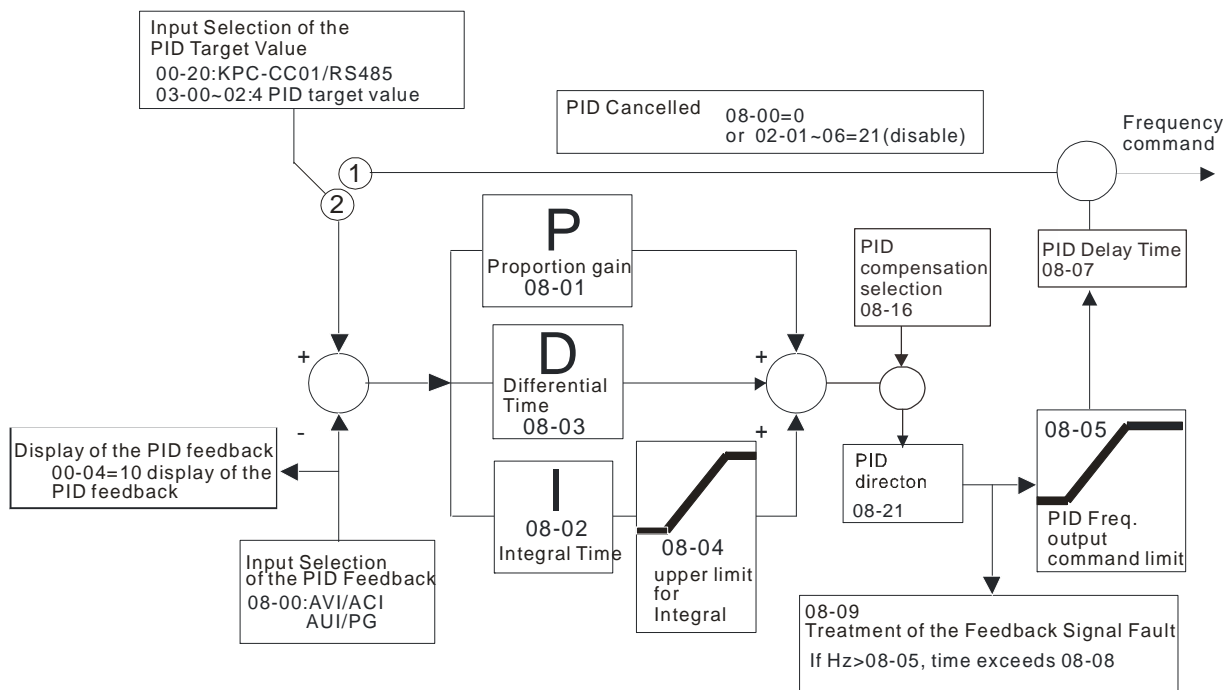 Input Selection of the
PID Target Value
00-20:KPC-CC01/RS485
03-00~02:4 PID target value
PID Cancelled
08-00=0
or 02-01~06=21(disable)
Frequency
command
1
2
P
Proportion gain
08-01
PID
compensation
selection
08-16
PID Delay Time
08-07
+
D
Differential
Time
08-03
+
+
-
Display of the PID feedback
00-04=10 display of the
PID feedback
I
08-02
Integral Time
08-04
upper limit
for
Integral
PID
directon
08-21
08-05
PID Freq.
output
command limit
Input Selection
of the PID Feedback
08-00:AVI/ACI
AUI/PG
08-09
Treatment of the Feedback Signal Fault
If Hz>08-05, time exceeds 08-08